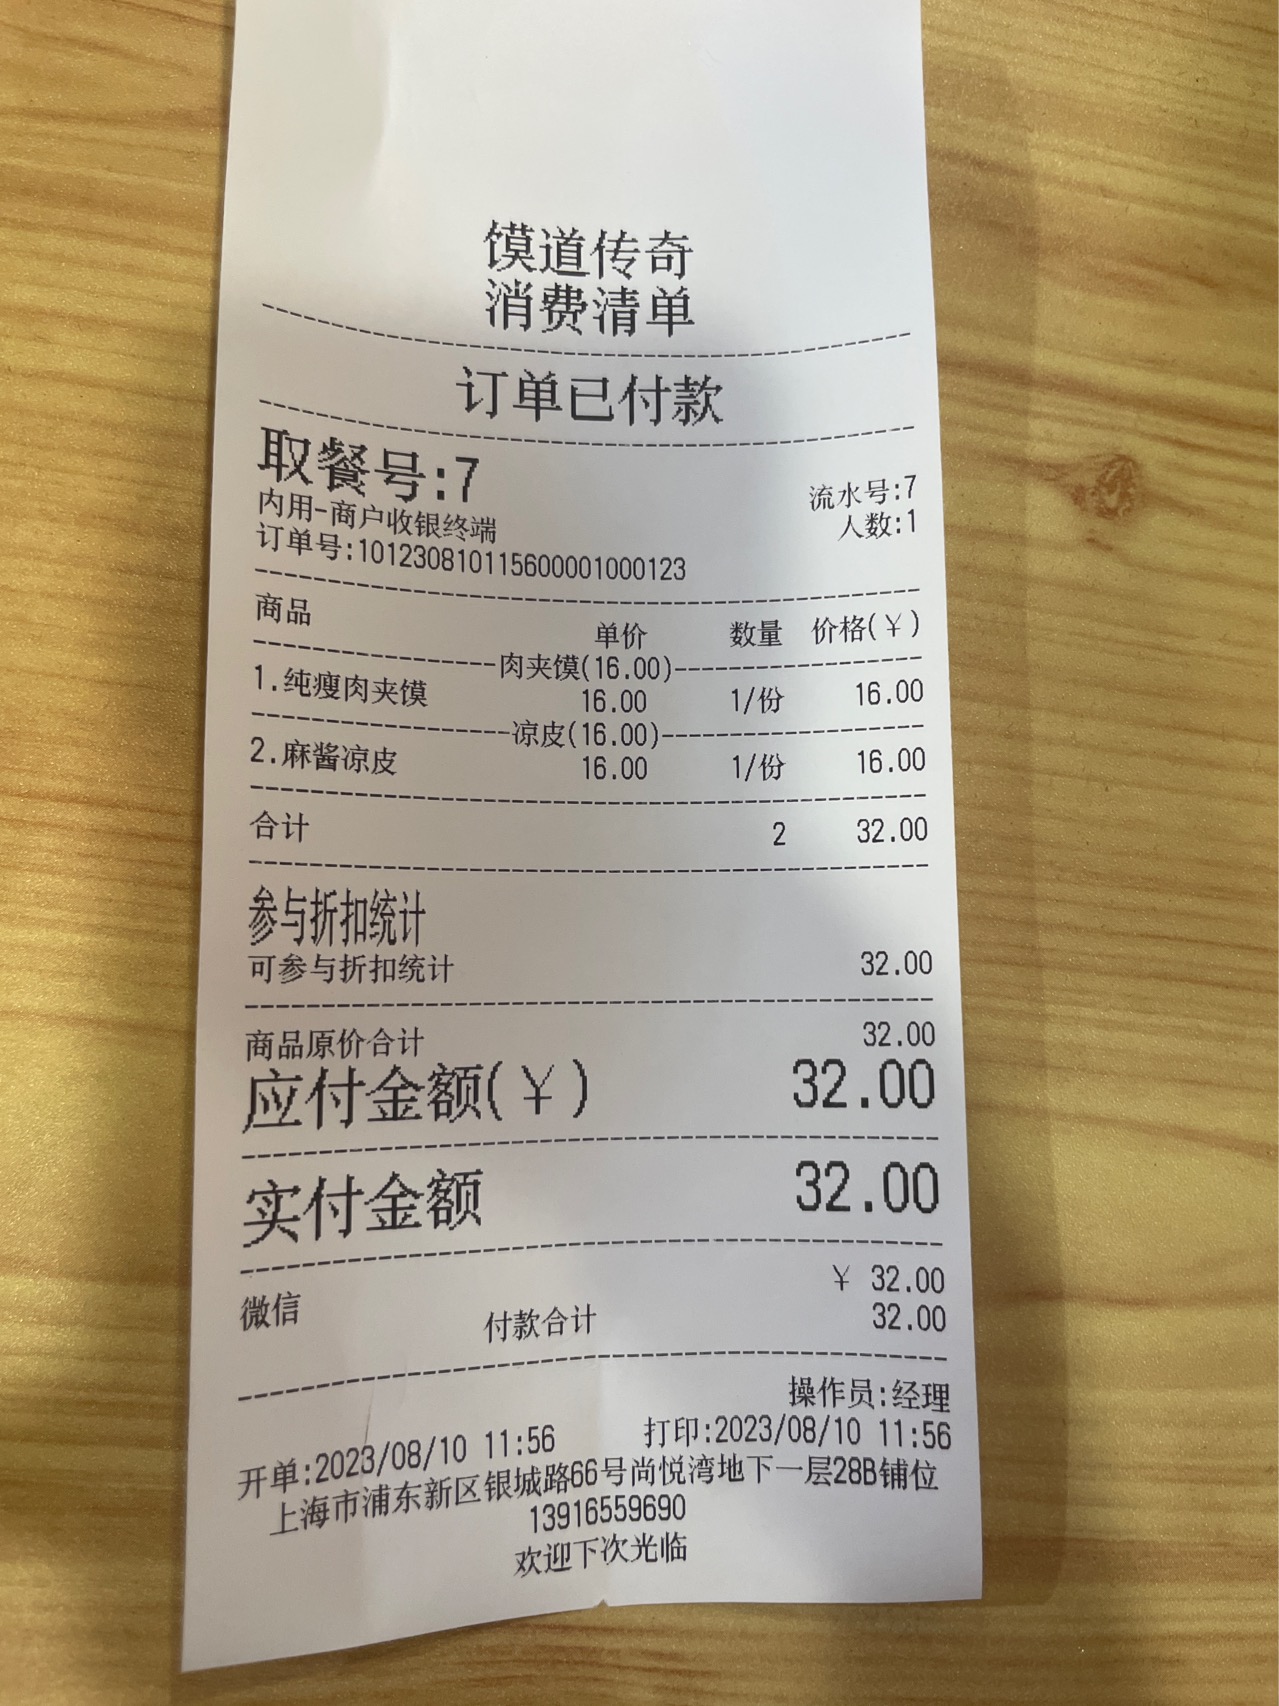 馍道传奇
消费清单
订单已付款
取餐号:7
流水号:7
内用-商户收银终端
人数:1
订单号:101230810115600001000123
商品 单价 数量 价格(¥)
肉夹馍(16.00)
1.纯瘦肉夹馍 16.00 1/份 16.00
凉皮(16.00)
2.麻酱凉皮 16.00 1/份 16.00
合计 2 32.00
参与折扣统计
可参与折扣统计 32.00
商品原价合计 32.00
应付金额(¥) 32.00
实付金额 32.00
微信 ¥ 32.00
付款合计 32.00
操作员:经理
开单:2023/08/10 11:56 打印:2023/08/10 11:56
上海市浦东新区银城路66号尚悦湾地下一层28B铺位
13916559690
欢迎下次光临